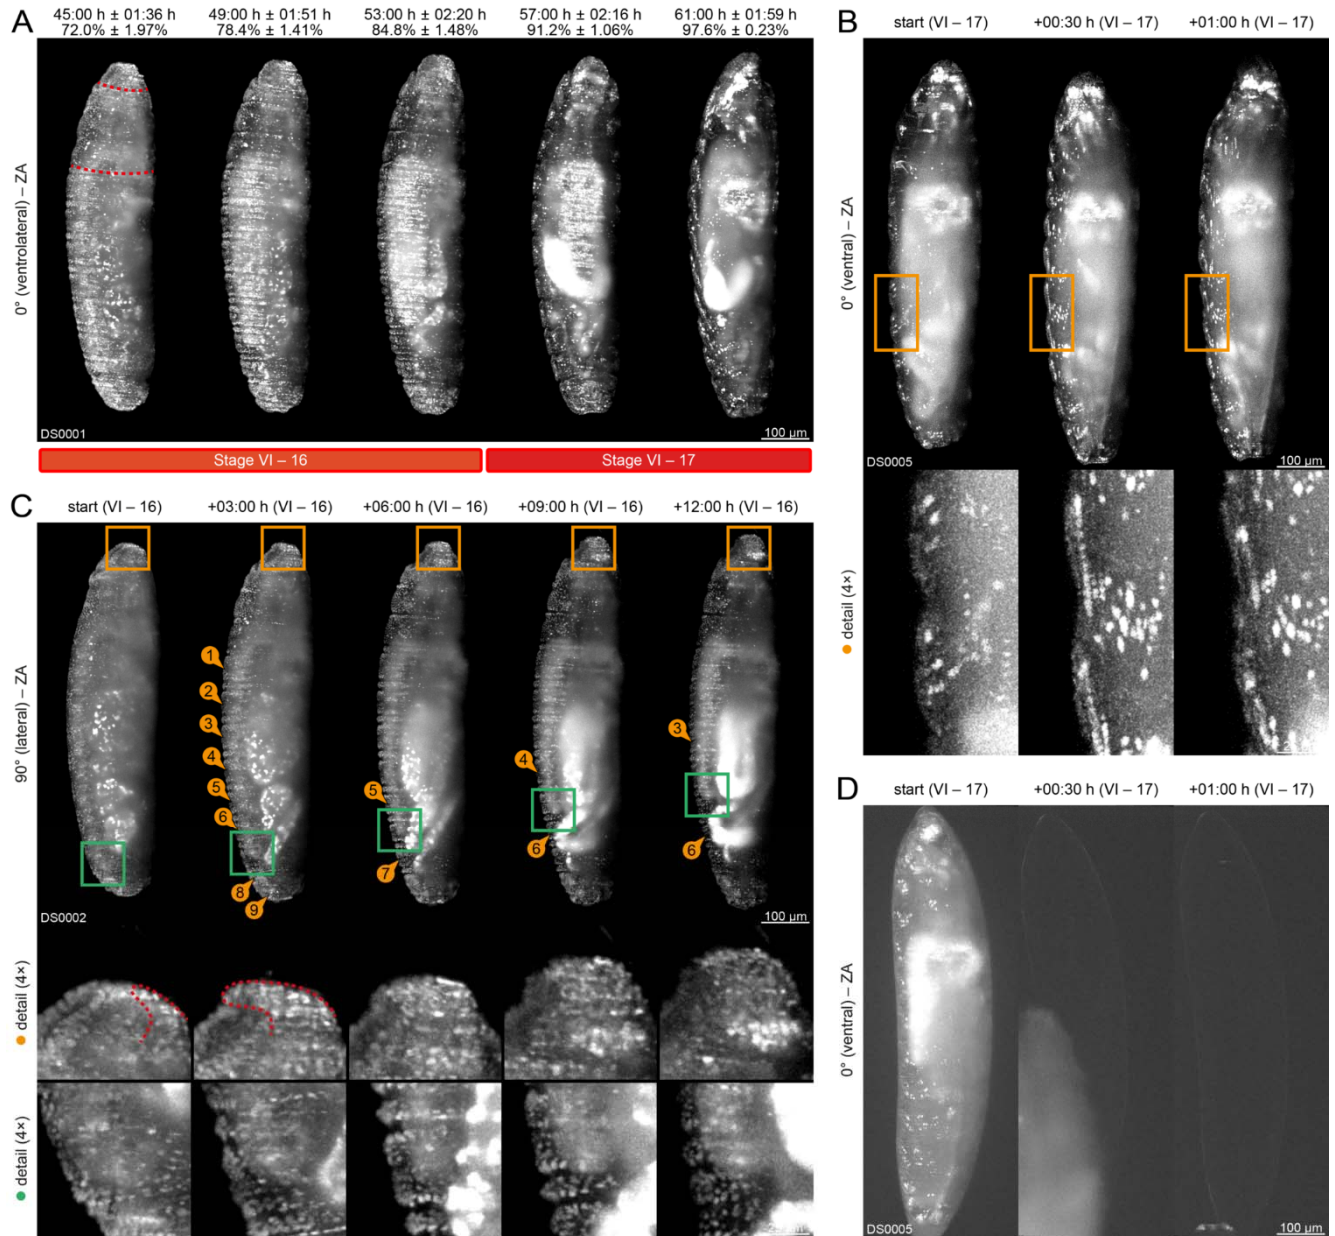 A
45:00 h ± 01:36 h
72.0% ± 1.97%
49:00 h ± 01:51 h
78.4% ± 1.41%
53:00 h ± 02:20 h
84.8% ± 1.48%
57:00 h ± 02:16 h
91.2% ± 1.06%
61:00 h ± 01:59 h
97.6% ± 0.23%
0° (ventrolateral) – ZA
DS0001
100 µm
Stage VI – 16
Stage VI – 17
B
start (VI – 17)
+00:30 h (VI – 17)
+01:00 h (VI – 17)
0° (ventral) – ZA
100 µm
detail (4×)
C
start (VI – 16)
+03:00 h (VI – 16)
+06:00 h (VI – 16)
+09:00 h (VI – 16)
+12:00 h (VI – 16)
90° (lateral) – ZA
1
2
3
4
5
6
8
9
5
7
4
6
3
6
DS0002
100 µm
detail (4×)
detail (4×)
D
start (VI – 17)
+00:30 h (VI – 17)
+01:00 h (VI – 17)
0° (ventral) – ZA
DS0005
100 µm